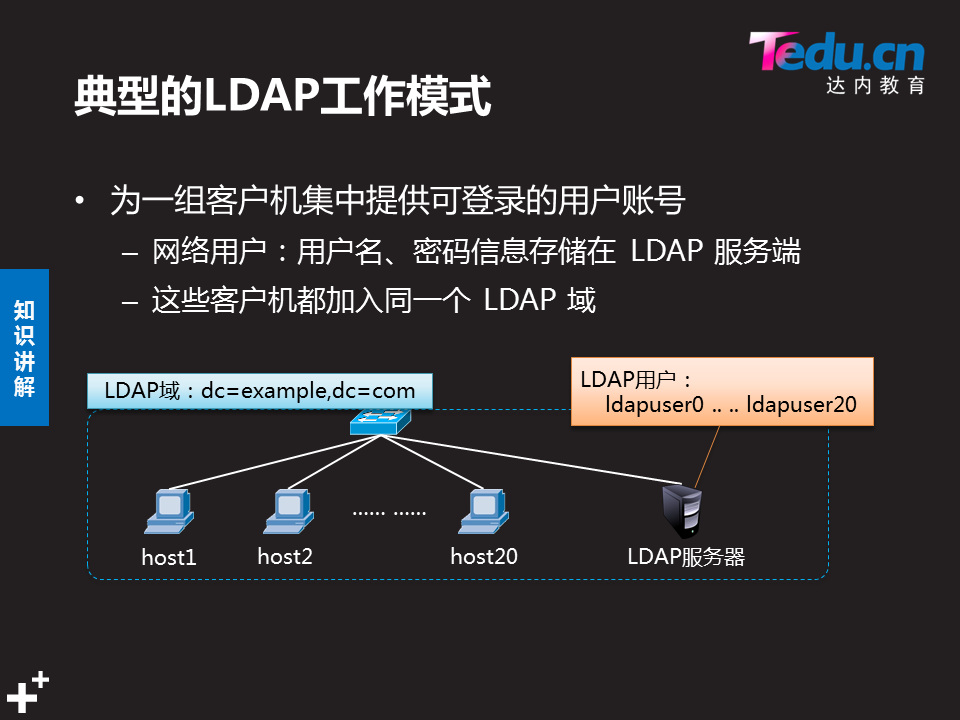 Tedu.cn
达内教育
典型的LDAP工作模式
• 为一组客户机集中提供可登录的用户账号
– 网络用户：用户名、密码信息存储在 LDAP 服务端
– 这些客户机都加入同一个 LDAP 域
知
识
讲
解
LDAP域：dc=example,dc=com
LDAP用户：
ldapuser0 .. .. ldapuser20
...... ......
host1
host2
host20
LDAP服务器